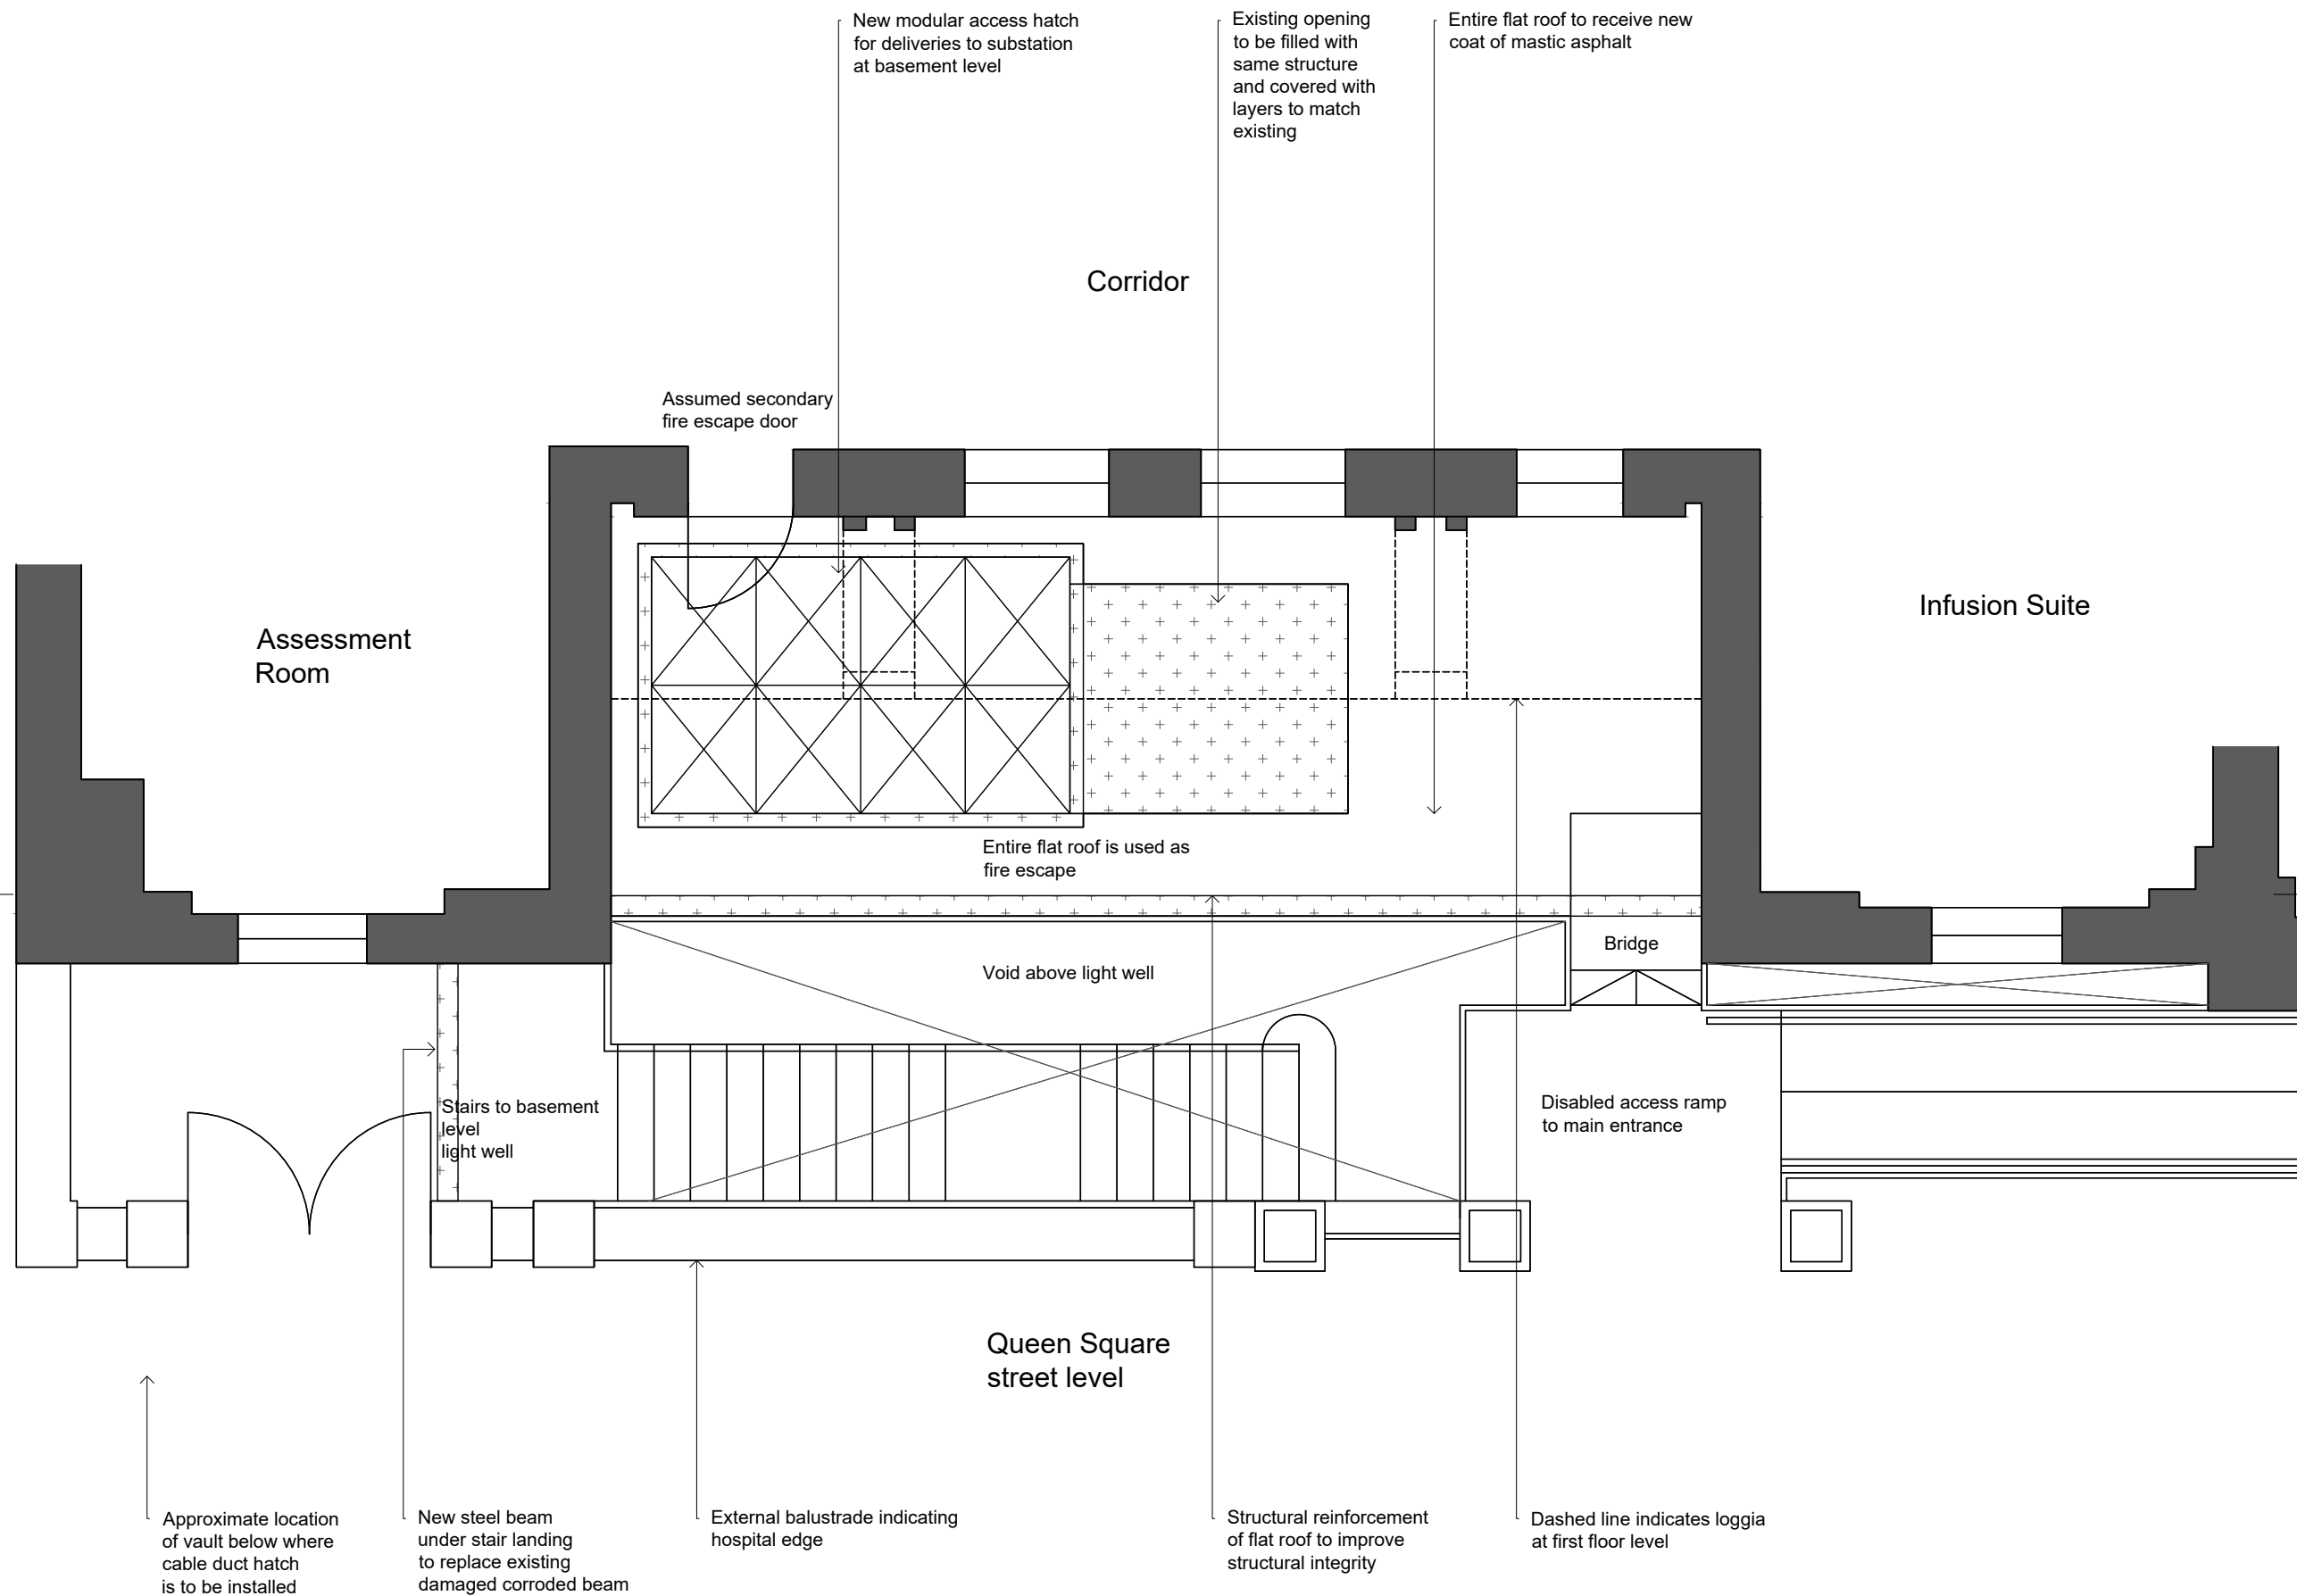 New modular access hatch
for deliveries to substation
at basement level
Existing opening
to be filled with
same structure
and covered with
layers to match
existing
Entire flat roof to receive new
coat of mastic asphalt
Corridor
Assumed secondary
fire escape door
Assessment
Room
Infusion Suite
Entire flat roof is used as
fire escape
Bridge
Void above light well
Stairs to basement
level
light well
Disabled access ramp
to main entrance
Queen Square
street level
Approximate location
of vault below where
cable duct hatch
is to be installed
New steel beam
under stair landing
to replace existing
damaged corroded beam
External balustrade indicating
hospital edge
Structural reinforcement
of flat roof to improve
structural integrity
Dashed line indicates loggia
at first floor level